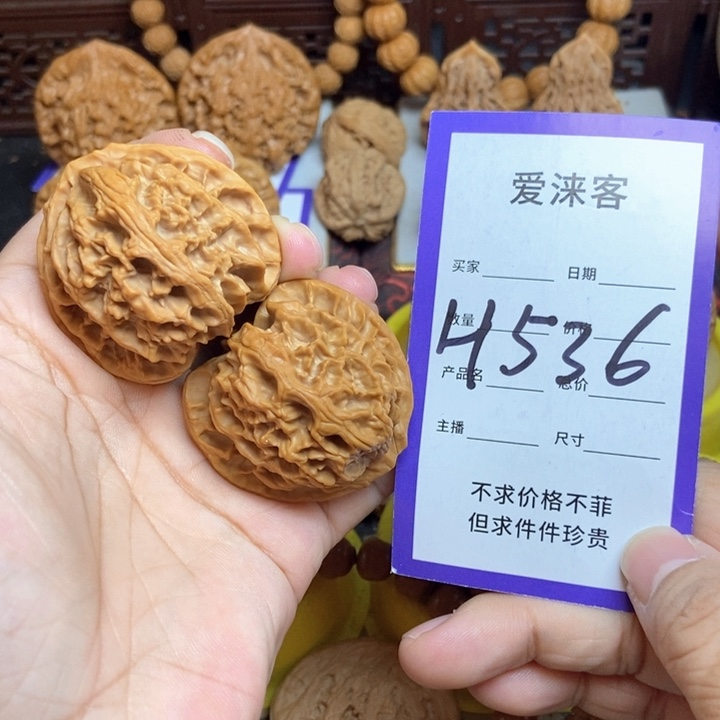 爱涞客
买家 日期
数量 价格
H536
产品名 总价
主播 尺寸
不求价格不菲
但求件件珍贵